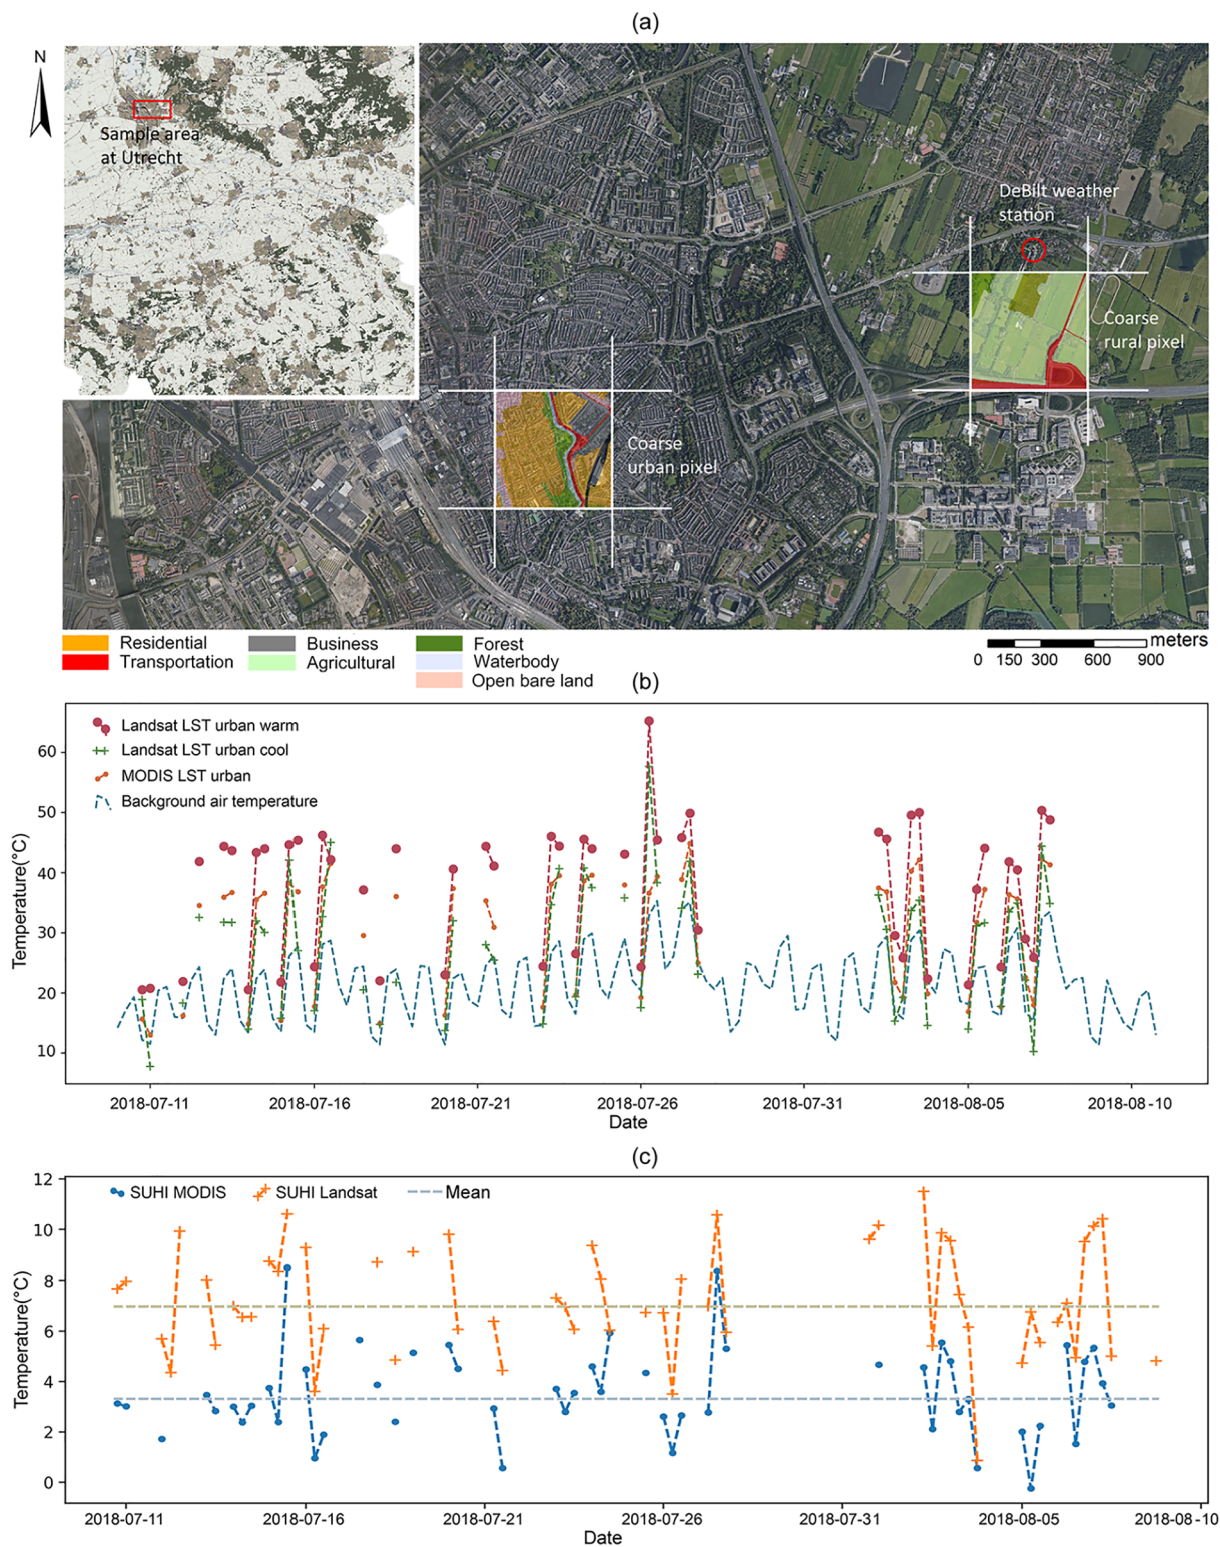 (a)
N
Sample area
at Utrecht
DeBilt weather
station
Coarse
rural pixel
Coarse
urban pixel
Residential
Business
Forest
Transportation
Agricultural
Waterbody
Open bare land
meters
0 150 300 600 900
(b)
Landsat LST urban warm
Landsat LST urban cool
MODIS LST urban
Background air temperature
Temperature(°C)
60
50
40
30
20
10
2018-07-11 2018-07-16 2018-07-21 2018-07-26 2018-07-31 2018-08-05 2018-08-10
Date
(c)
SUHI MODIS SUHI Landsat Mean
Temperature(°C)
12
10
8
6
4
2
0
2018-07-11 2018-07-16 2018-07-21 2018-07-26 2018-07-31 2018-08-05 2018-08-10
Date